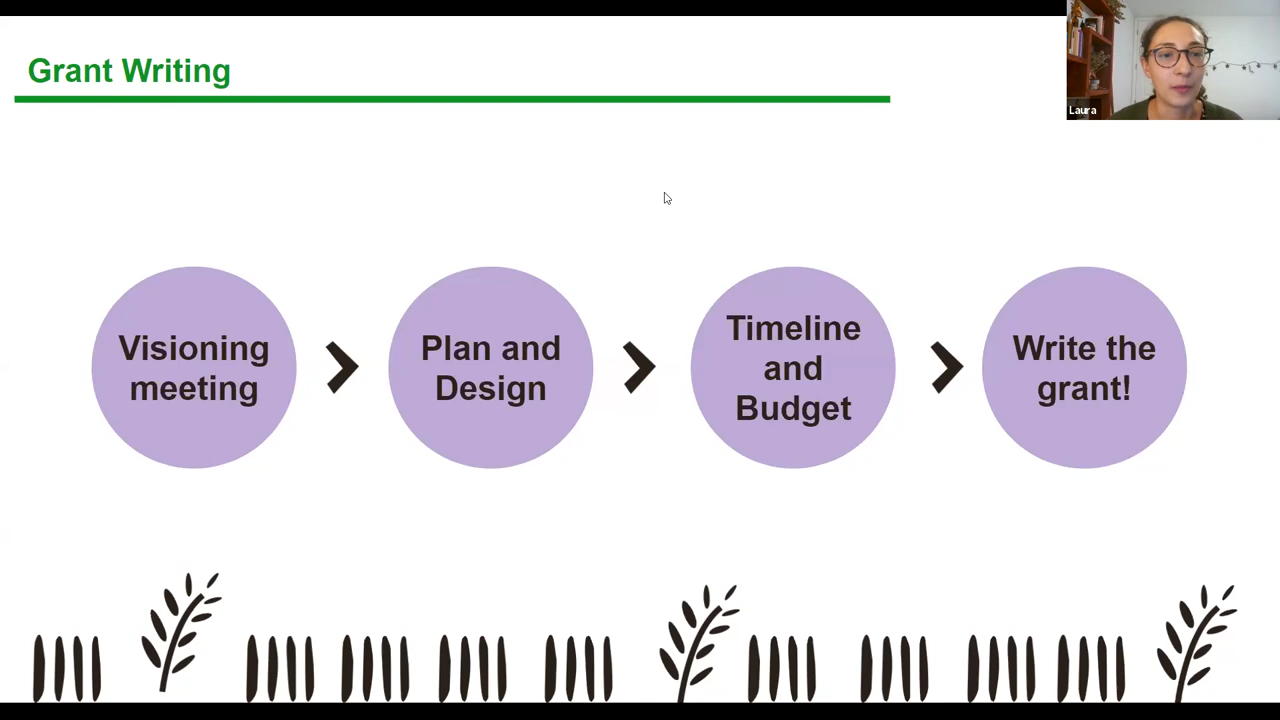 Grant Writing
Laura
Visioning
meeting
Plan and
Design
Timeline
and
Budget
Write the
grant!